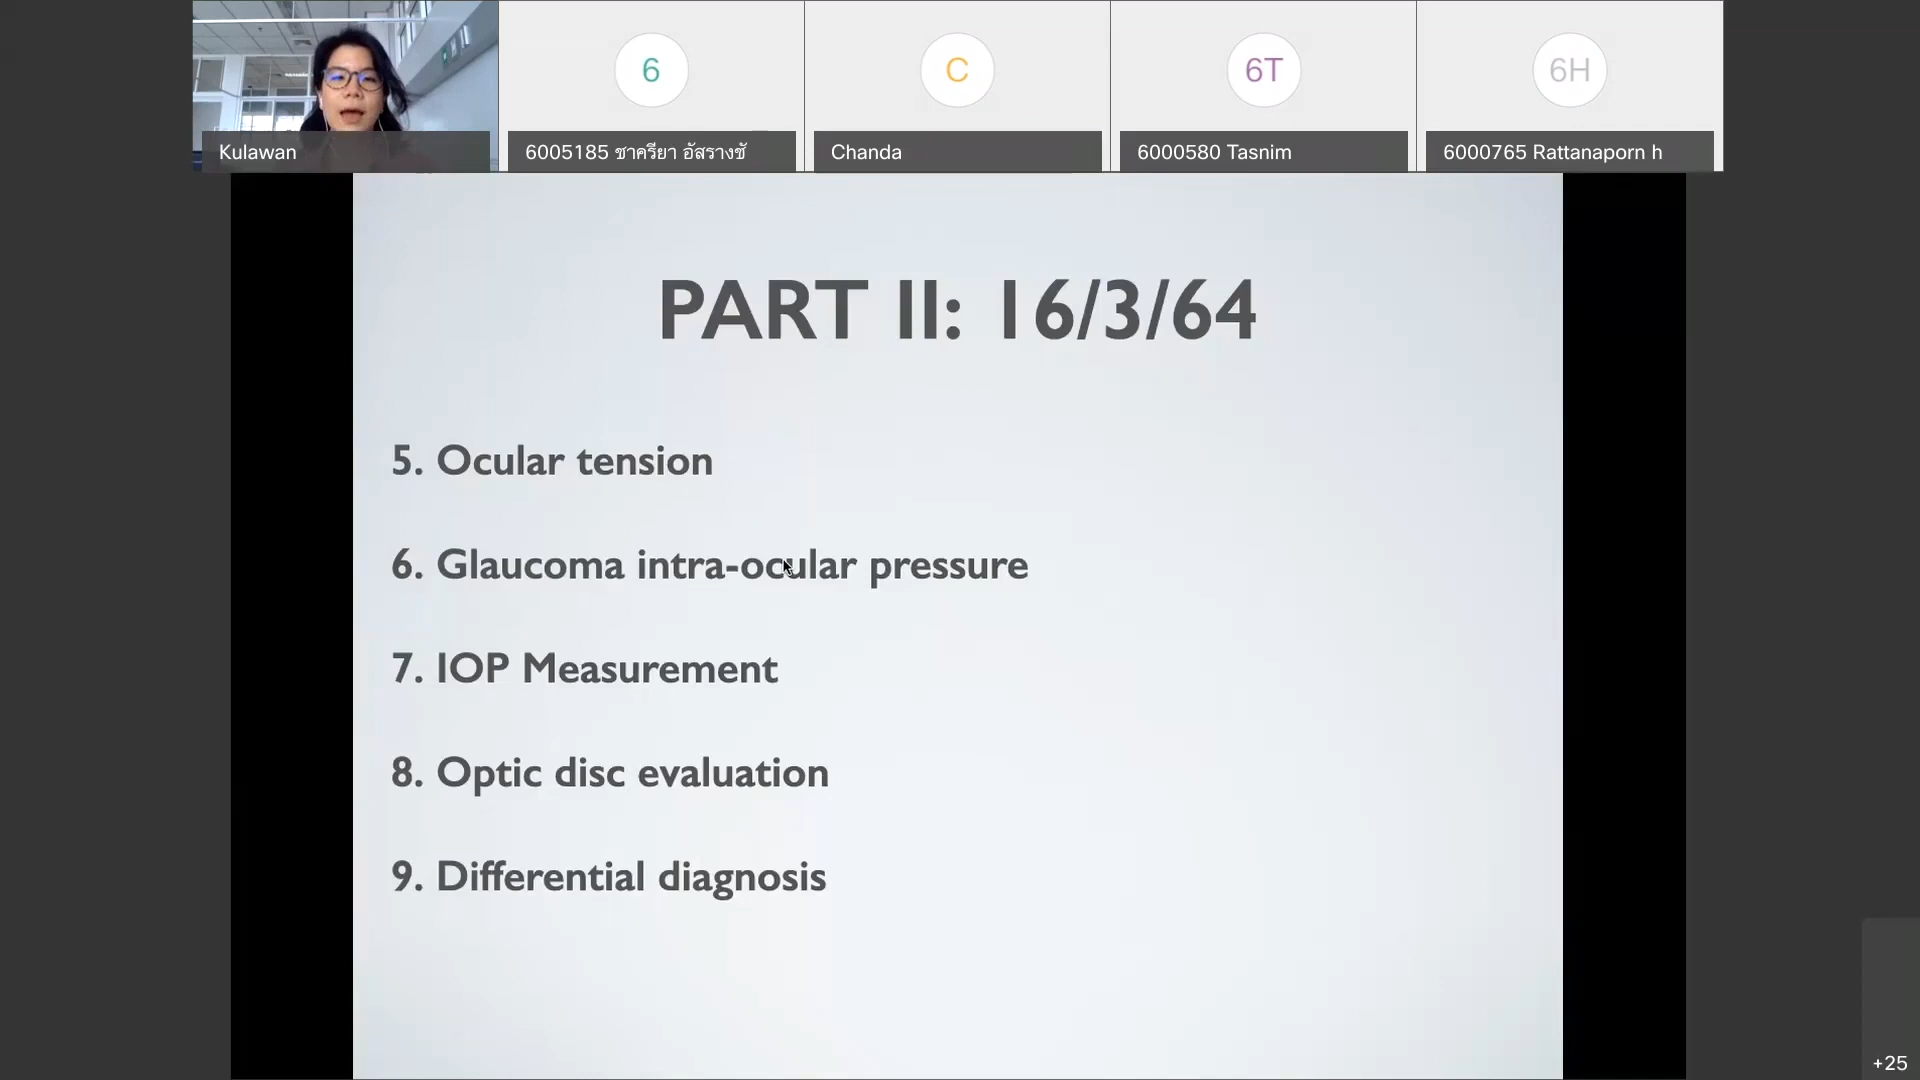 6
C
6T
6H
Kulawan
6005185 ชาครียา อัสรางชั
Chanda
6000580 Tasnim
6000765 Rattanaporn h
PART II: 16/3/64
5. Ocular tension
6. Glaucoma intra-ocular pressure
7. IOP Measurement
8. Optic disc evaluation
9. Differential diagnosis
+25